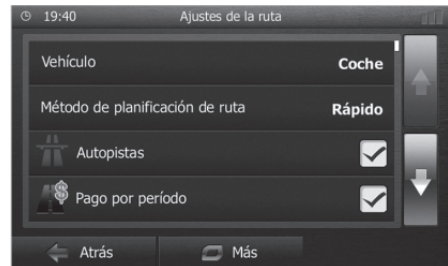 19:40 Ajustes de la ruta
Vehículo Coche
Método de planificación de ruta Rápido
Autopistas
$ Pago por período
Atrás Más